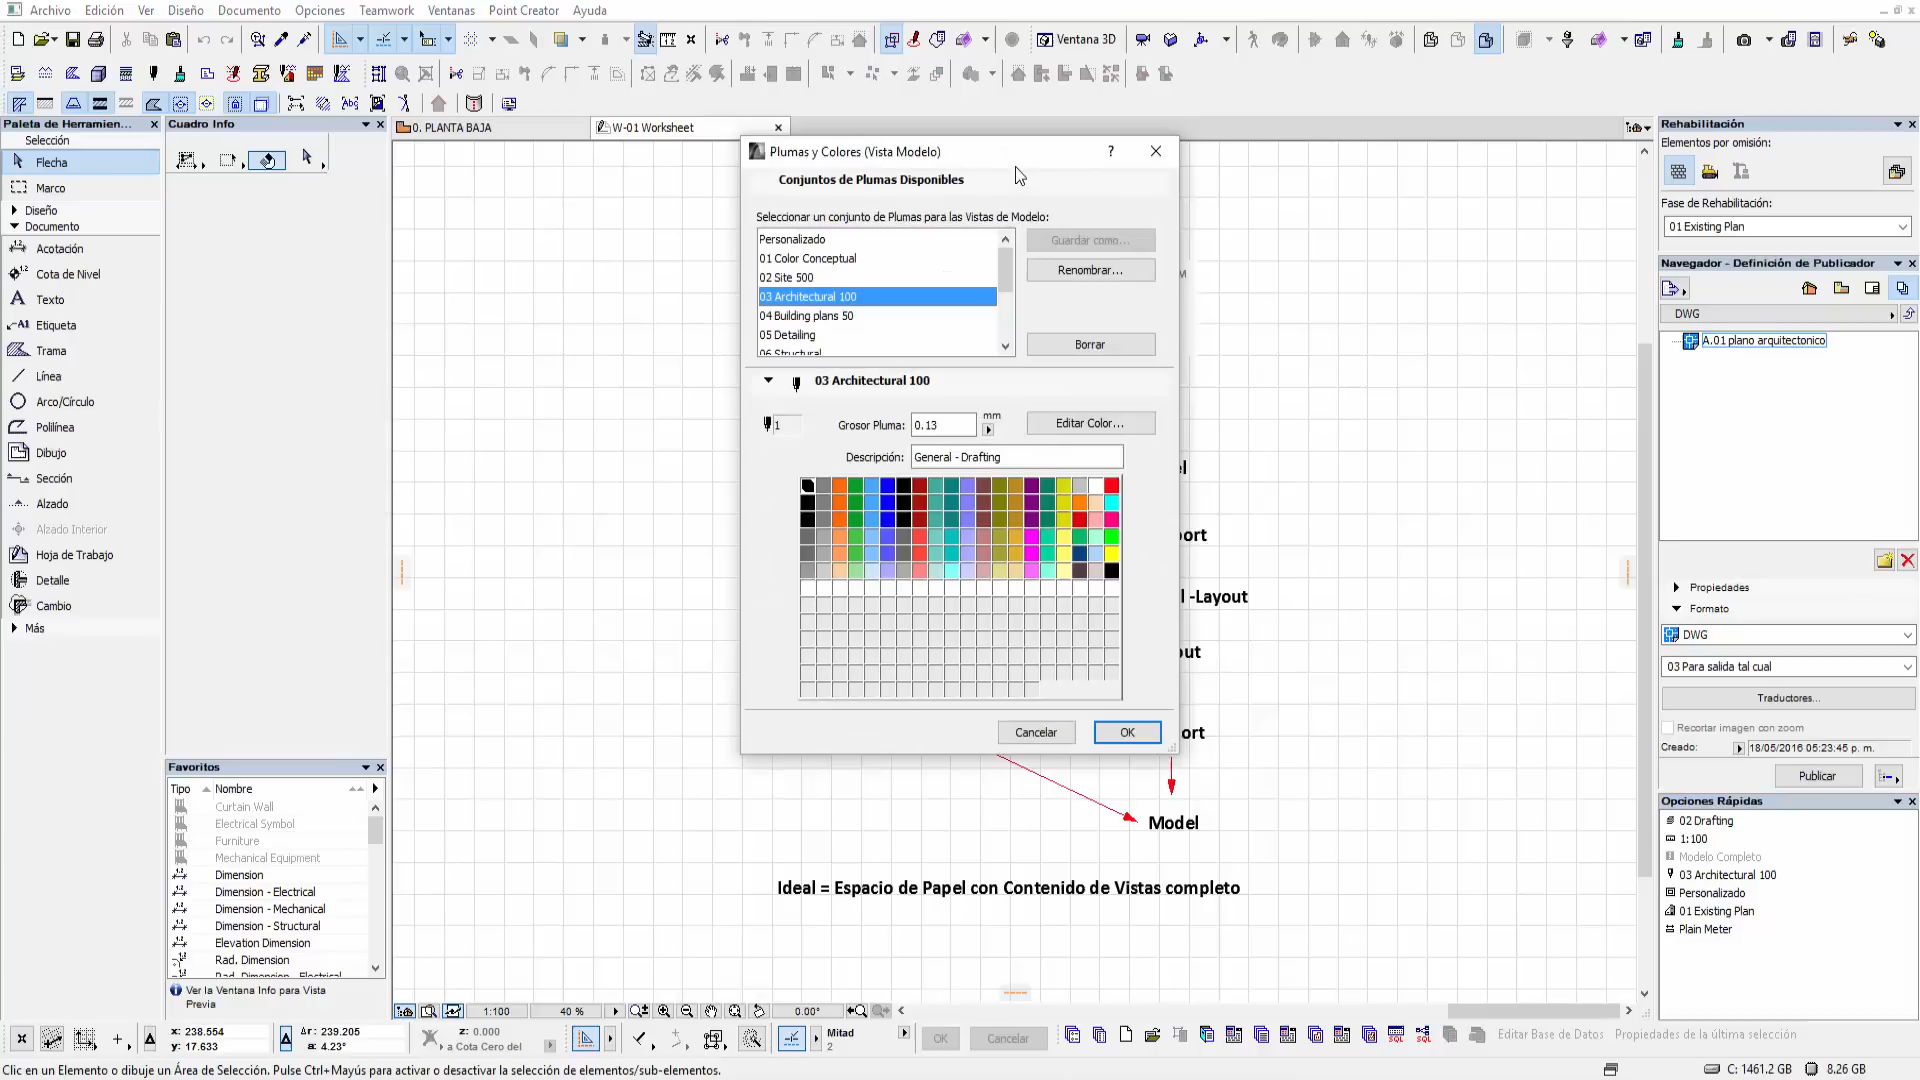 Archivo Edición Ver Diseño Documento Opciones Teamwork Ventanas Point Creator Ayuda
Ventana 3D
Paleta de Herramien...
Selección
Flecha
Marco
Diseño
Documento
Acotación
Cota de Nivel
Texto
Etiqueta
Trama
Línea
Arco/Círculo
Polilínea
Dibujo
Sección
Alzado
Alzado Interior
Hoja de Trabajo
Detalle
Cambio
Más
Cuadro Info
Favoritos
Tipo Nombre
Curtain Wall
Electrical Symbol
Furniture
Mechanical Equipment
Dimension
Dimension - Electrical
Dimension - Mechanical
Dimension - Structural
Elevation Dimension
Rad. Dimension
Rad. Dimension - Electrical
Ver la Ventana Info para Vista
Previa
0. PLANTA BAJA
W-01 Worksheet
Plumas y Colores (Vista Modelo)
Conjuntos de Plumas Disponibles
Seleccionar un conjunto de Plumas para las Vistas de Modelo:
Personalizado
01 Color Conceptual
02 Site 500
03 Architectural 100
04 Building plans 50
05 Detailing
06 Structural
Guardar como...
Renombrar...
Borrar
03 Architectural 100
1
Grosor Pluma: 0.13 mm
Editar Color...
Descripción: General - Drafting
Cancelar
OK
M
el
port
l -Layout
out
ort
Model
Ideal = Espacio de Papel con Contenido de Vistas completo
Rehabilitación
Elementos por omisión:
Fase de Rehabilitación:
01 Existing Plan
Navegador - Definición de Publicador
DWG
A.01 plano arquitectonico
Propiedades
Formato
DWG
03 Para salida tal cual
Traductores...
Recortar imagen con zoom
Creado: 18/05/2016 05:23:45 p. m.
Publicar
Opciones Rápidas
02 Drafting
1:100
Modelo Completo
03 Architectural 100
Personalizado
01 Existing Plan
Plain Meter
1:100 40 % 0.00°
x: 238.554
y: 17.633
Δr: 239.205
a: 4.23°
z: 0.000
a Cota Cero del
Mitad
2
OK
Cancelar
Editar Base de Datos Propiedades de la última selección
Clic en un Elemento o dibuje un Área de Selección. Pulse Ctrl+Mayús para activar o desactivar la selección de elementos/sub-elementos.
C: 1461.2 GB 8.26 GB